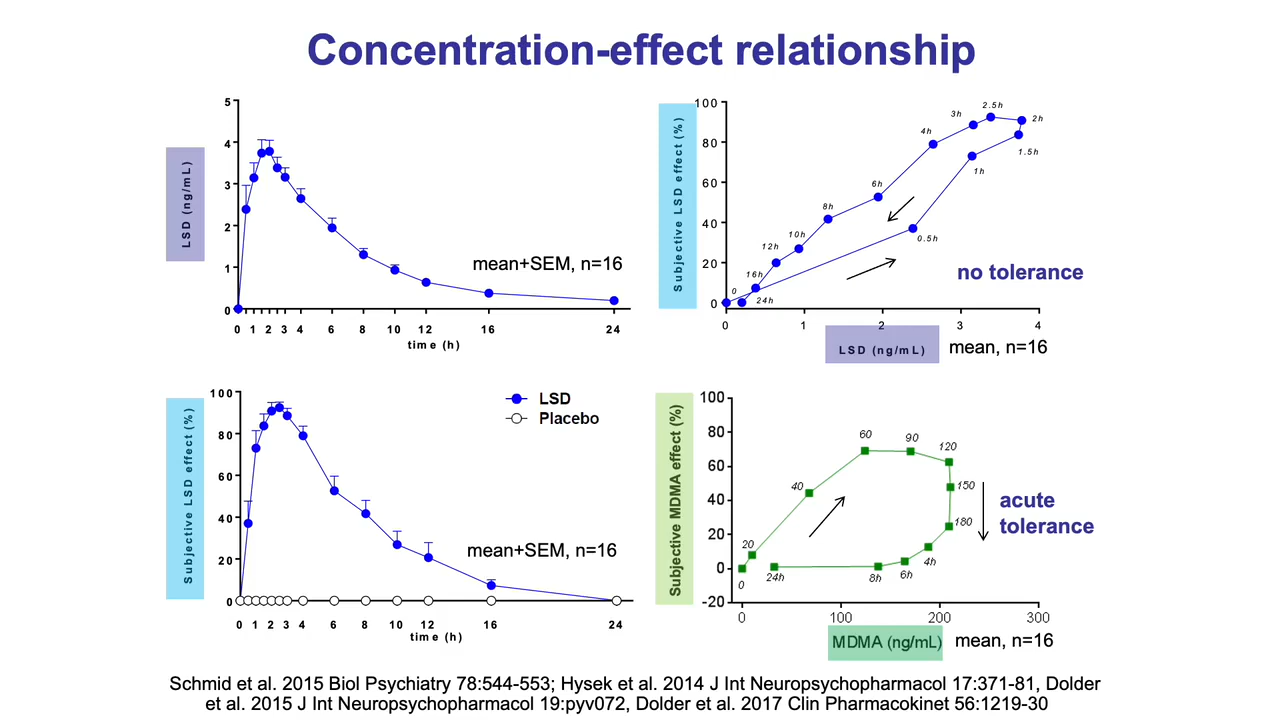 Concentration-effect relationship
LSD (ng/mL)
5
4
3
2
1
0
0 1 2 3 4 6 8 10 12 16 24
time (h)
mean+SEM, n=16
Subjective LSD effect (%)
100
80
60
40
20
0
0
0.5h
1h
1.5h
2h
2.5h
3h
4h
6h
8h
10h
12h
16h
24h
no tolerance
0 1 2 3 4
LSD (ng/mL)
mean, n=16
Subjective LSD effect (%)
100
80
60
40
20
0
LSD
Placebo
mean+SEM, n=16
0 1 2 3 4 6 8 10 12 16 24
time (h)
Subjective MDMA effect (%)
100
80
60
40
20
0
-20
0
20
40
60
90
120
150
180
4h
6h
8h
24h
acute
tolerance
0 100 200 300
MDMA (ng/mL)
mean, n=16
Schmid et al. 2015 Biol Psychiatry 78:544-553; Hysek et al. 2014 J Int Neuropsychopharmacol 17:371-81, Dolder
et al. 2015 J Int Neuropsychopharmacol 19:pyv072, Dolder et al. 2017 Clin Pharmacokinet 56:1219-30